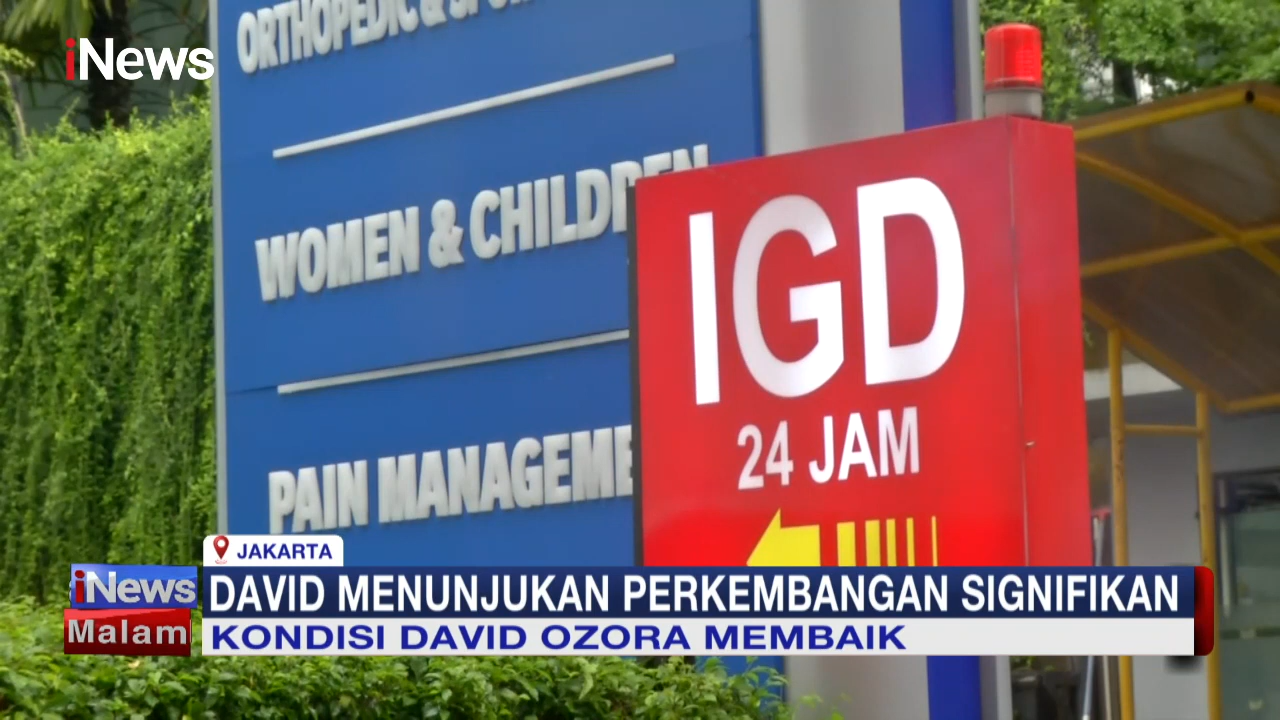 iNews
ORTHOPEDIC &
WOMEN & CHILDREN
PAIN MANAGEME
IGD
24 JAM
JAKARTA
iNews
Malam
DAVID MENUNJUKAN PERKEMBANGAN SIGNIFIKAN
KONDISI DAVID OZORA MEMBAIK